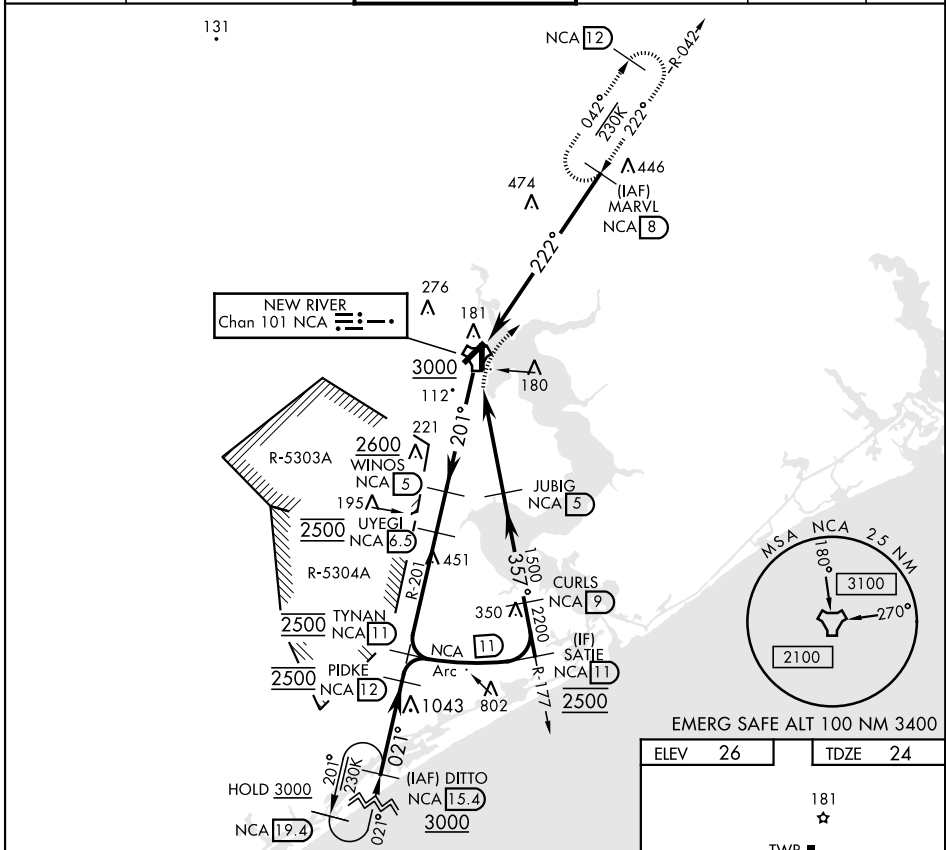 131
NCA 12
R-042
042°
230K
222°
446
(IAF)
MARVL
NCA 8
474
222°
NEW RIVER
Chan 101 NCA
276
181
3000
180
112
201°
221
R-5303A
2600
WINOS
NCA 5
JUBIG
NCA 5
195
2500
UYEGI
NCA 6.5
451
R-5304A
R-201
1500
357°
2200
CURLS
NCA 9
350
2500
TYNAN
NCA 11
NCA 11
Arc
(IF)
SATIE
NCA 11
2500
R-177
2500
PIDKE
NCA 12
1043
802
021°
201°
230K
021°
HOLD 3000
NCA 19.4
(IAF) DITTO
NCA 15.4
3000
MSA NCA 25 NM
180°
3100
270°
2100
EMERG SAFE ALT 100 NM 3400
ELEV 26
TDZE 24
181
TWR